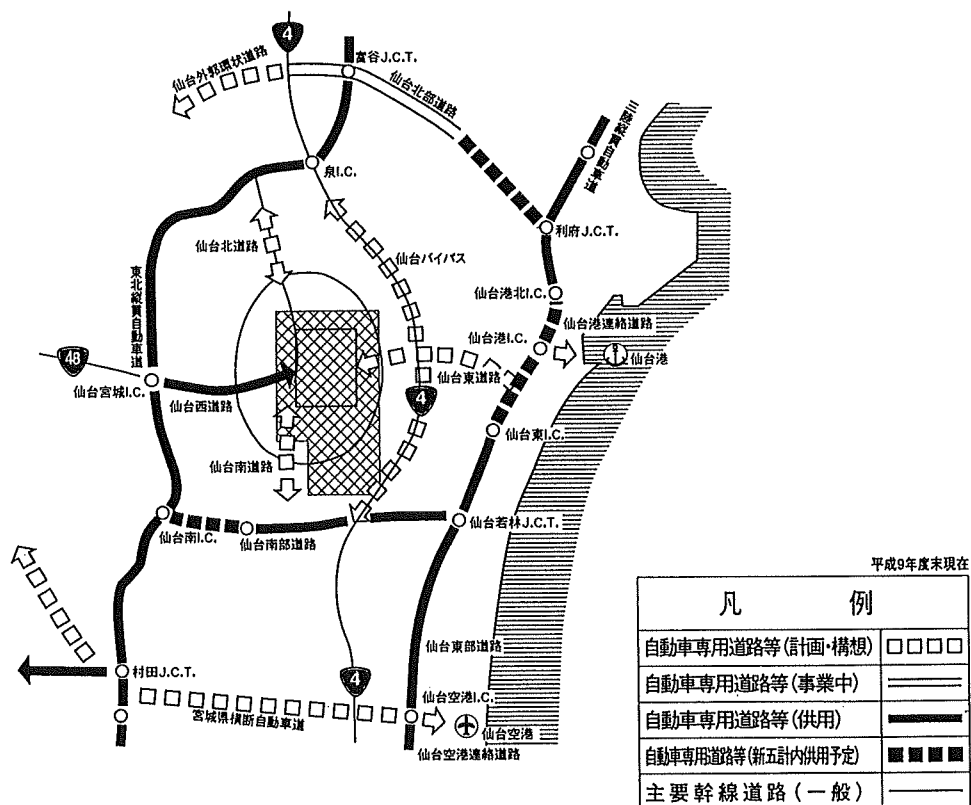 4
富谷J.C.T.
仙台外郭環状道路
仙台北部道路
三陸縦貫自動車道
泉I.C.
利府J.C.T.
仙台北道路
仙台バイパス
東北縦貫自動車道
仙台港北I.C.
仙台港I.C.
仙台港連絡道路
仙台港
48
仙台宮城I.C.
仙台西道路
仙台東道路
4
仙台東I.C.
仙台南道路
仙台南I.C.
仙台南部道路
仙台若林J.C.T.
仙台東部道路
村田J.C.T.
4
仙台空港I.C.
宮城県横断自動車道
仙台空港
仙台空港連絡道路
平成9年度末現在
凡 例
自動車専用道路等(計画・構想)
自動車専用道路等(事業中)
自動車専用道路等(供用)
自動車専用道路等(新五計内供用予定)
主要幹線道路(一般)